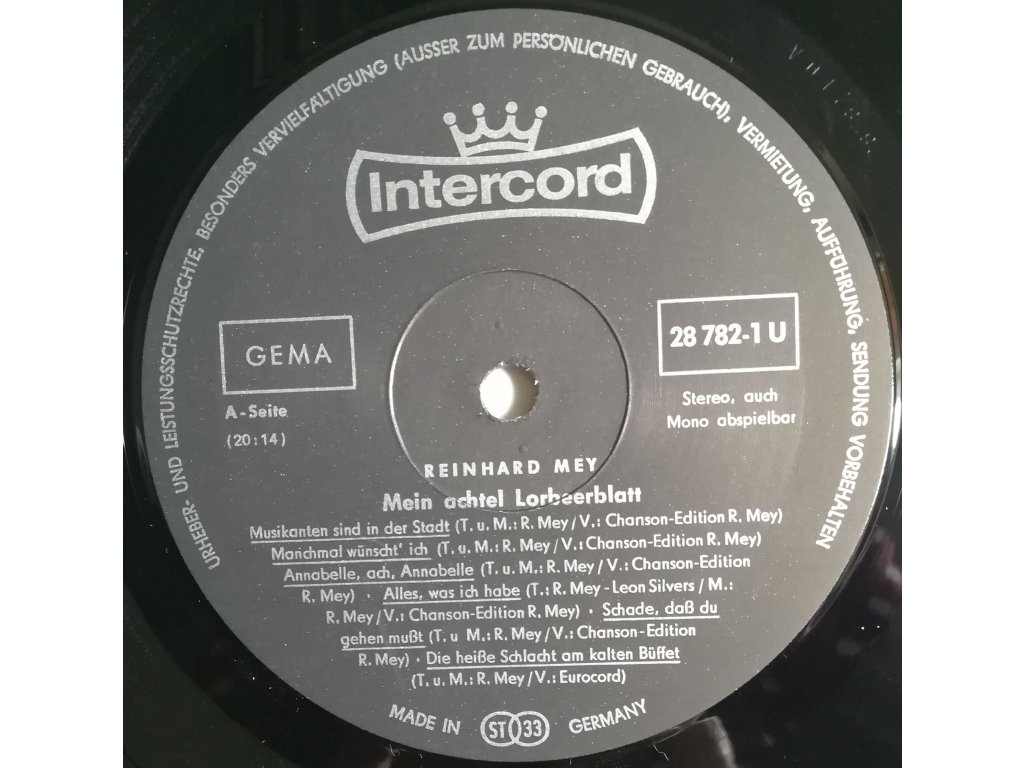 URHEBER- UND LEISTUNGSSCHUTZRECHTE, BESONDERS VERVIELFÄLTIGUNG (AUSSER ZUM PERSÖNLICHEN GEBRAUCH), VERMIETUNG, AUFFÜHRUNG, SENDUNG VORBEHALTEN
Intercord
GEMA
28 782-1 U
A-Seite
(20:14)
Stereo, auch
Mono abspielbar
REINHARD MEY
Mein achtel Lorbeerblatt
Musikanten sind in der Stadt (T. u. M.: R. Mey / V.: Chanson-Edition R. Mey)
Manchmal wünscht' ich (T. u. M.: R. Mey / V.: Chanson-Edition R. Mey)
Annabelle, ach, Annabelle (T. u. M.: R. Mey / V.: Chanson-Edition
R. Mey) · Alles, was ich habe (T.: R. Mey - Leon Silvers / M.:
R. Mey / V.: Chanson-Edition R. Mey) · Schade, daß du
gehen mußt (T. u M.: R. Mey / V.: Chanson-Edition
R. Mey) · Die heiße Schlacht am kalten Büffet
(T. u. M.: R. Mey / V.: Eurocord)
MADE IN ST 33 GERMANY